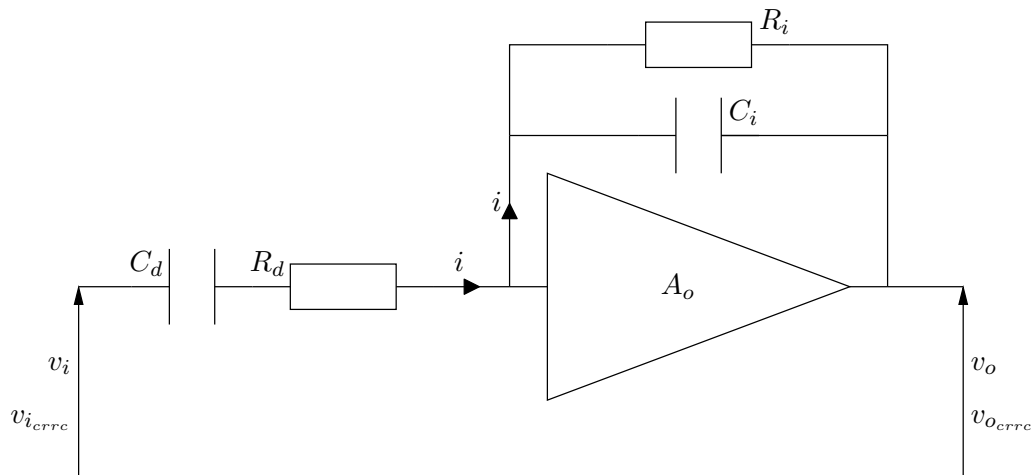 R_i
C_i
i
C_d R_d i
A_o
v_i v_o
v_{i_{crrc}} v_{o_{crrc}}